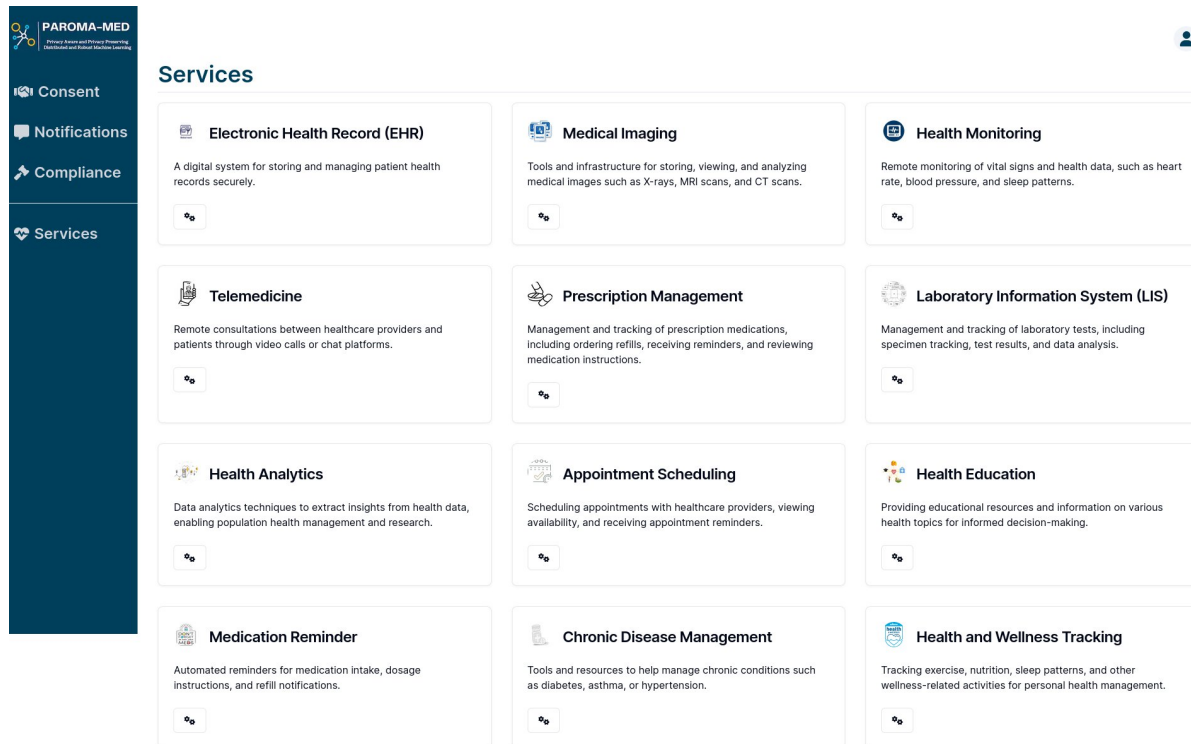 PAROMA-MED
Privacy Aware and Privacy Preserving
Distributed and Robust Machine Learning
Consent
Notifications
Compliance
Services
Services
Electronic Health Record (EHR)
A digital system for storing and managing patient health
records securely.
Medical Imaging
Tools and infrastructure for storing, viewing, and analyzing
medical images such as X-rays, MRI scans, and CT scans.
Health Monitoring
Remote monitoring of vital signs and health data, such as heart
rate, blood pressure, and sleep patterns.
Telemedicine
Remote consultations between healthcare providers and
patients through video calls or chat platforms.
Prescription Management
Management and tracking of prescription medications,
including ordering refills, receiving reminders, and reviewing
medication instructions.
Laboratory Information System (LIS)
Management and tracking of laboratory tests, including
specimen tracking, test results, and data analysis.
Health Analytics
Data analytics techniques to extract insights from health data,
enabling population health management and research.
Appointment Scheduling
Scheduling appointments with healthcare providers, viewing
availability, and receiving appointment reminders.
Health Education
Providing educational resources and information on various
health topics for informed decision-making.
Medication Reminder
Automated reminders for medication intake, dosage
instructions, and refill notifications.
Chronic Disease Management
Tools and resources to help manage chronic conditions such
as diabetes, asthma, or hypertension.
health
Health and Wellness Tracking
Tracking exercise, nutrition, sleep patterns, and other
wellness-related activities for personal health management.